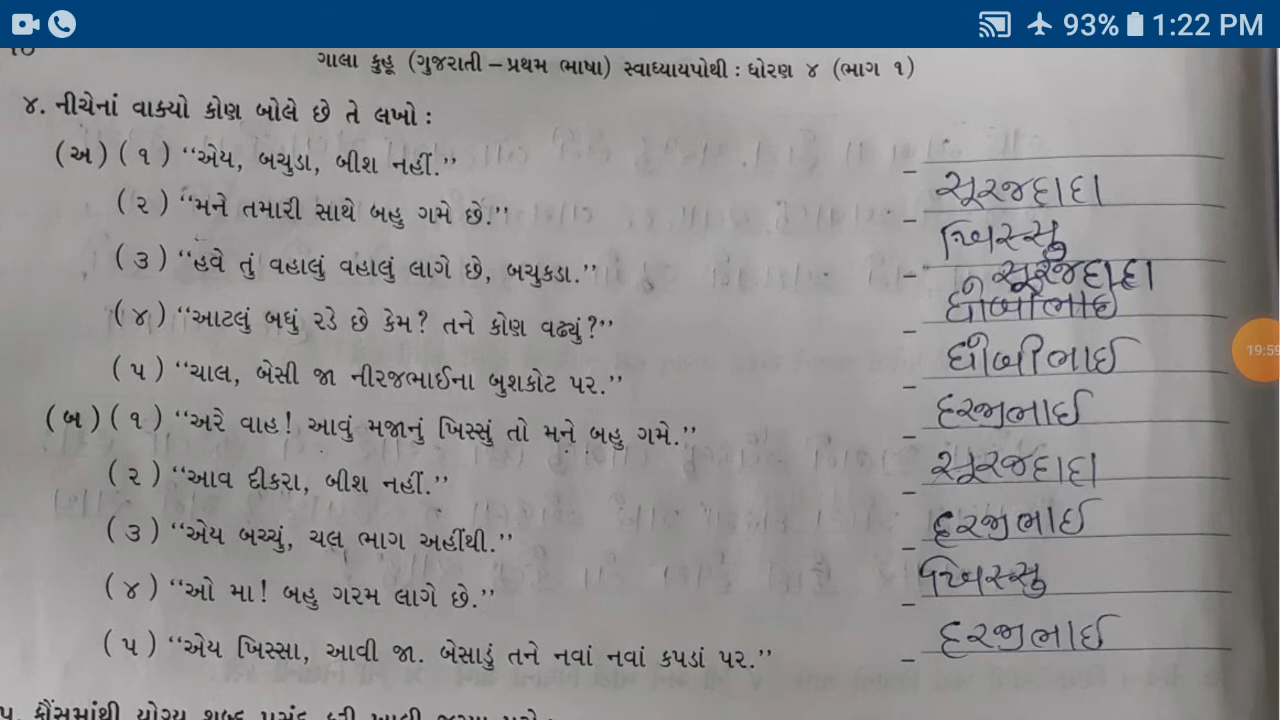 93% 1:22 PM
ગાલા કુહૂ (ગુજરાતી – પ્રથમ ભાષા) સ્વાધ્યાયપોથી : ધોરણ ૪ (ભાગ ૧)
૪. નીચેનાં વાક્યો કોણ બોલે છે તે લખો :
(અ) (૧) “એય, બચુડા, બીશ નહીં.” –
સૂરજદાદા
(૨) “મને તમારી સાથે બહુ ગમે છે.” –
ખિસ્સુ
(૩) “હવે તું વહાલું વહાલું લાગે છે, બચુકડા.” –
સૂરજદાદા
ધોબીભાઈ
(૪) “આટલું બધું રડે છે કેમ? તને કોણ વઢ્યું?” –
ધોબીભાઈ
(૫) “ચાલ, બેસી જા નીરજભાઈના બુશકોટ પર.” –
દરજીભાઈ
(બ) (૧) “અરે વાહ! આવું મજાનું ખિસ્સું તો મને બહુ ગમે.” –
સૂરજદાદા
(૨) “આવ દીકરા, બીશ નહીં.” –
દરજીભાઈ
(૩) “એય બચ્ચું, ચલ ભાગ અહીંથી.” –
ખિસ્સુ
(૪) “ઓ મા! બહુ ગરમ લાગે છે.” –
દરજીભાઈ
(૫) “એય ખિસ્સા, આવી જા. બેસાડું તને નવાં નવાં કપડાં પર.” –
19:59